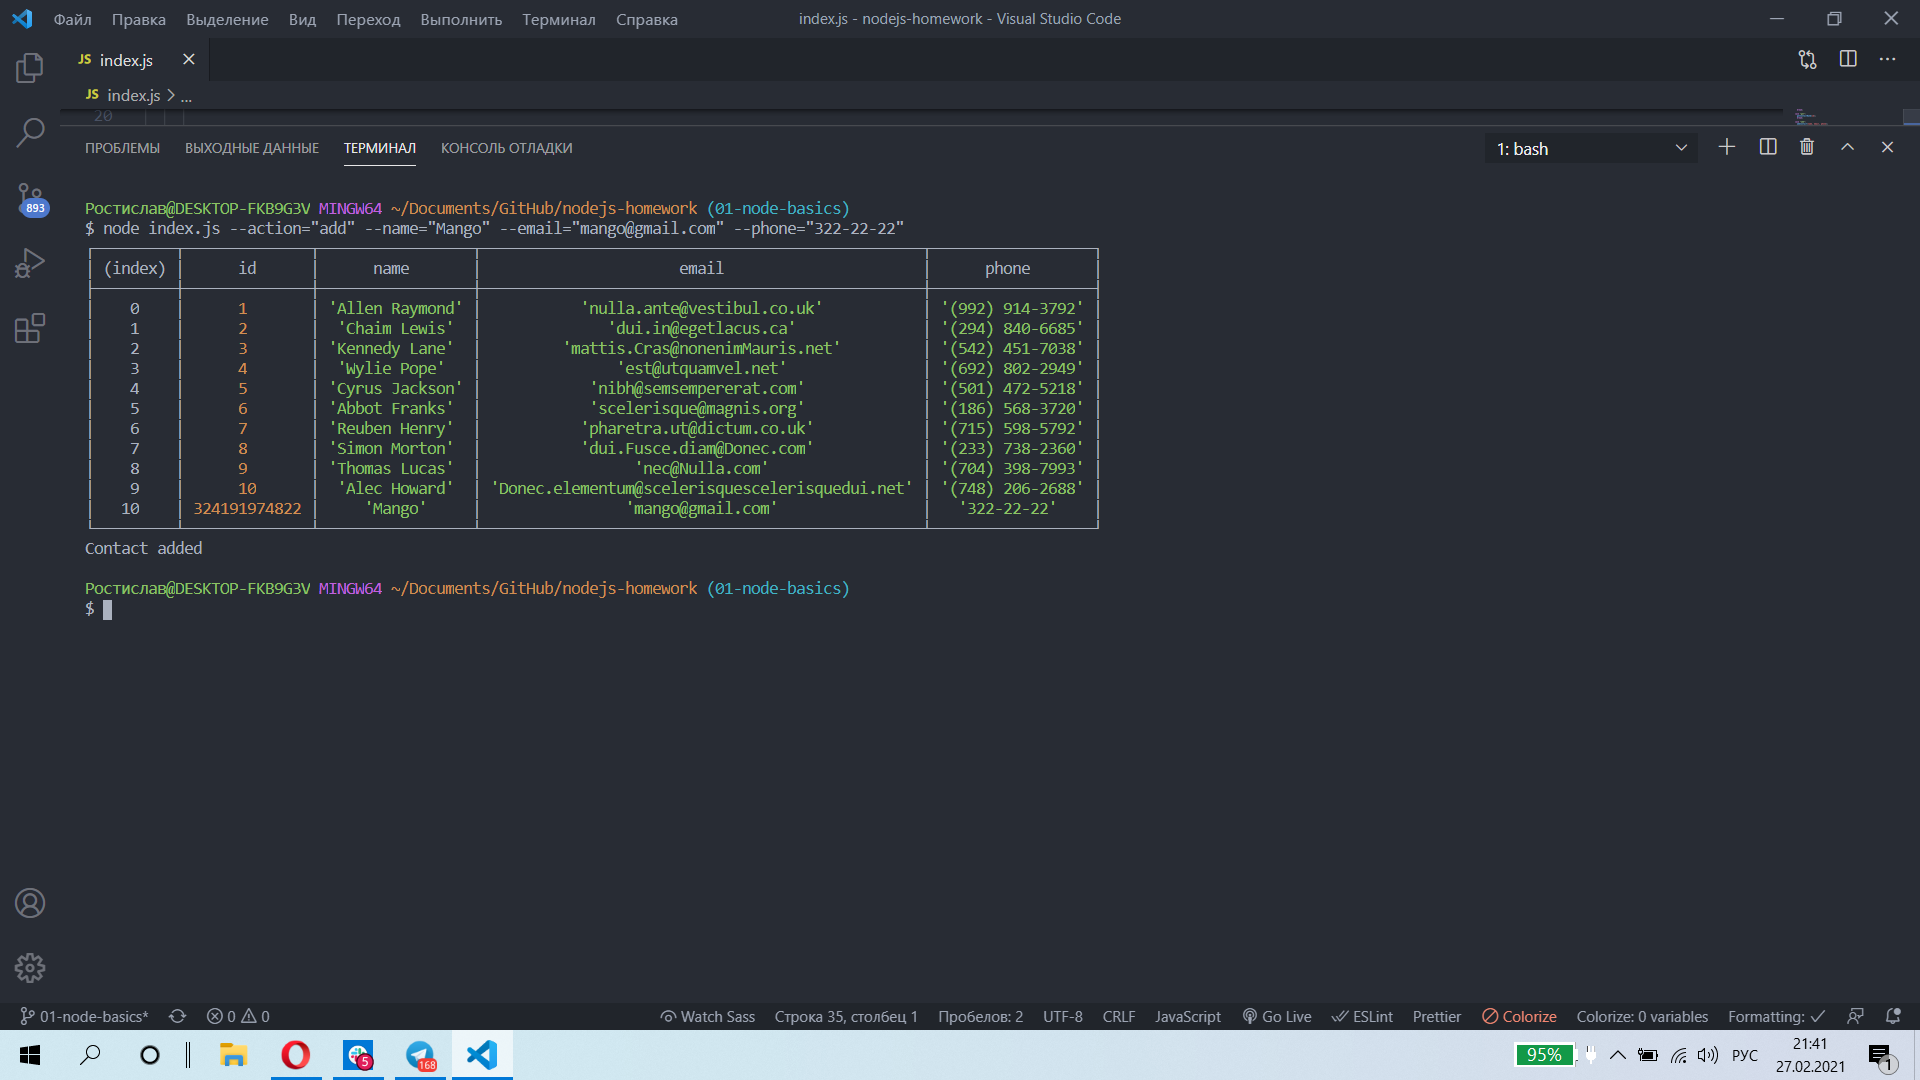 Файл Правка Выделение Вид Переход Выполнить Терминал Справка index.js - nodejs-homework - Visual Studio Code
JS index.js
JS index.js > ...
20
ПРОБЛЕМЫ ВЫХОДНЫЕ ДАННЫЕ ТЕРМИНАЛ КОНСОЛЬ ОТЛАДКИ 1: bash
893
Ростислав@DESKTOP-FKB9G3V MINGW64 ~/Documents/GitHub/nodejs-homework (01-node-basics)
$ node index.js --action="add" --name="Mango" --email="mango@gmail.com" --phone="322-22-22"
(index) id name email phone
0 1 'Allen Raymond' 'nulla.ante@vestibul.co.uk' '(992) 914-3792'
1 2 'Chaim Lewis' 'dui.in@egetlacus.ca' '(294) 840-6685'
2 3 'Kennedy Lane' 'mattis.Cras@nonenimMauris.net' '(542) 451-7038'
3 4 'Wylie Pope' 'est@utquamvel.net' '(692) 802-2949'
4 5 'Cyrus Jackson' 'nibh@semsempererat.com' '(501) 472-5218'
5 6 'Abbot Franks' 'scelerisque@magnis.org' '(186) 568-3720'
6 7 'Reuben Henry' 'pharetra.ut@dictum.co.uk' '(715) 598-5792'
7 8 'Simon Morton' 'dui.Fusce.diam@Donec.com' '(233) 738-2360'
8 9 'Thomas Lucas' 'nec@Nulla.com' '(704) 398-7993'
9 10 'Alec Howard' 'Donec.elementum@scelerisquescelerisquedui.net' '(748) 206-2688'
10 324191974822 'Mango' 'mango@gmail.com' '322-22-22'
Contact added
Ростислав@DESKTOP-FKB9G3V MINGW64 ~/Documents/GitHub/nodejs-homework (01-node-basics)
$
01-node-basics* 0 0 Watch Sass Строка 35, столбец 1 Пробелов: 2 UTF-8 CRLF JavaScript Go Live ESLint Prettier Colorize Colorize: 0 variables Formatting:
5 168 95% РУС 21:41
27.02.2021 1